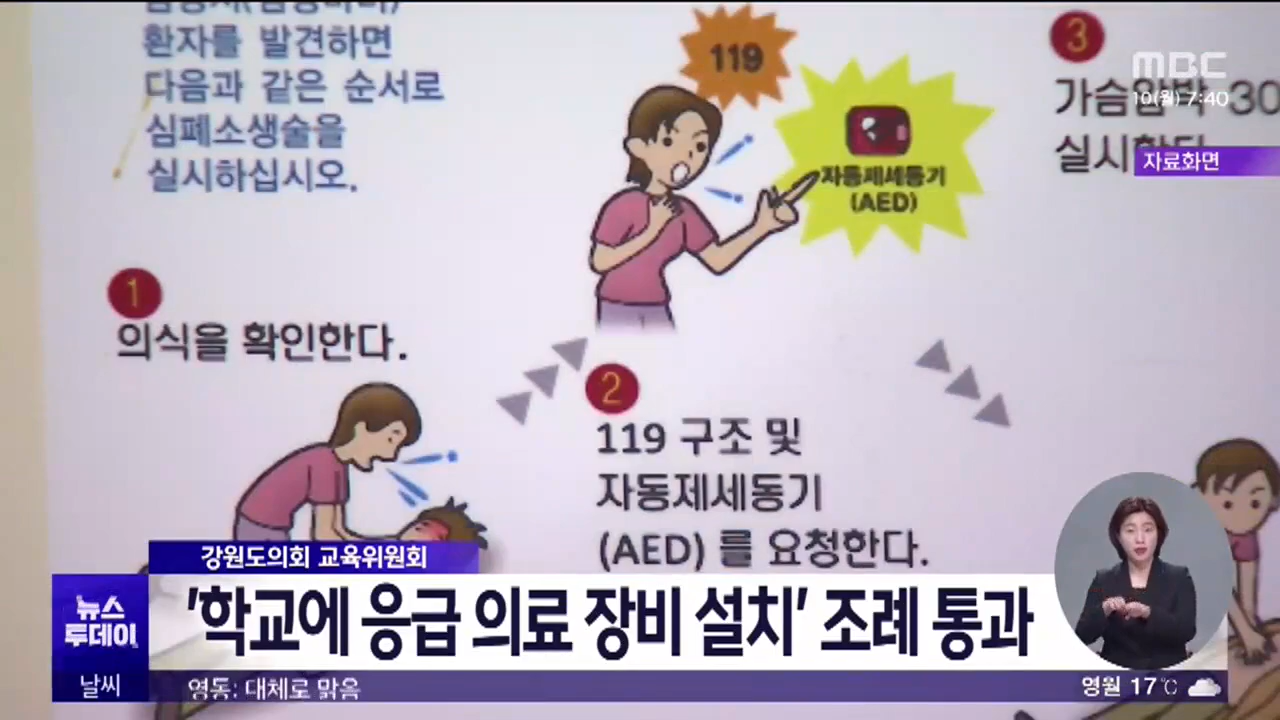 환자를 발견하면
다음과 같은 순서로
심폐소생술을
실시하십시오.
119
자동제세동기
(AED)
3
가슴압박 30
실시한다
MBC
10(월) 7:40
자료화면
1
의식을 확인한다.
2
119 구조 및
자동제세동기
(AED) 를 요청한다.
강원도의회 교육위원회
뉴스
투데이
'학교에 응급 의료 장비 설치' 조례 통과
날씨
영동: 대체로 맑음
영월 17℃